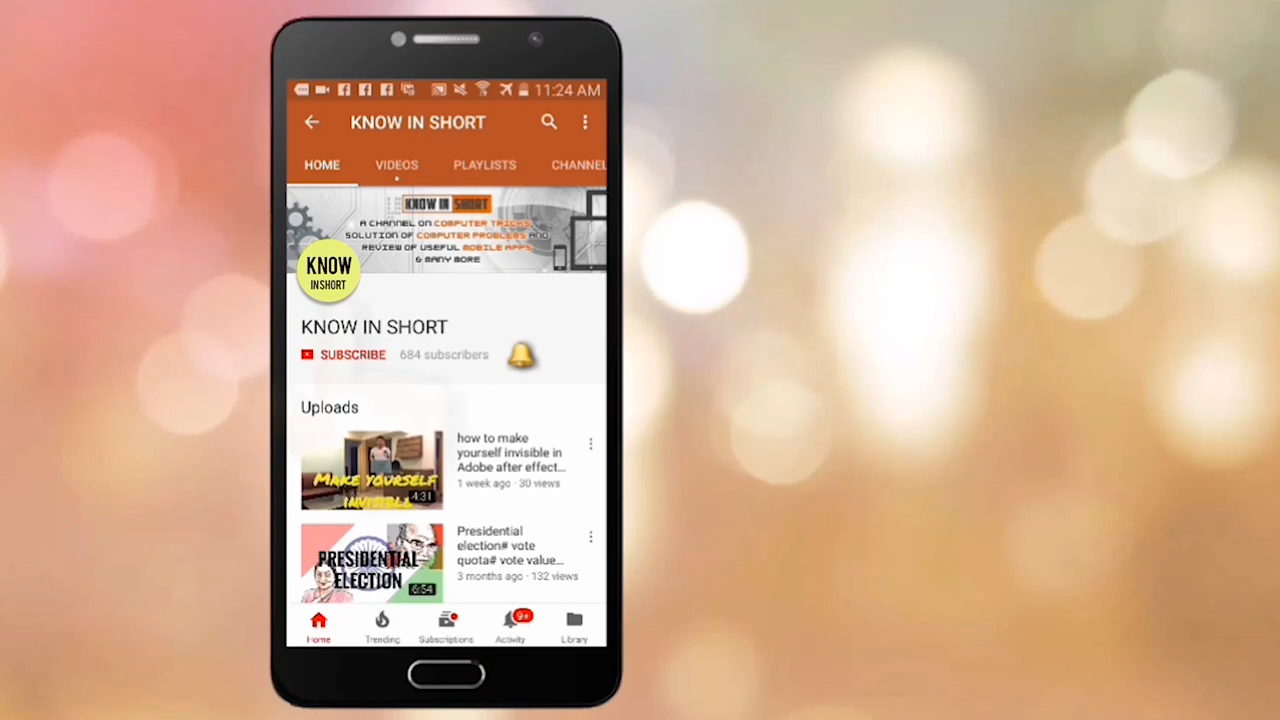 11:24 AM
KNOW IN SHORT
HOME VIDEOS PLAYLISTS CHANNEL
KNOW IN SHORT
A CHANNEL ON COMPUTER TRICKS,
SOLUTION OF COMPUTER PROBLEMS AND
REVIEW OF USEFUL MOBILE APPS
& MANY MORE
KNOW
IN SHORT
KNOW IN SHORT
SUBSCRIBE 684 subscribers
Uploads
how to make
yourself invisible in
Adobe after effect...
1 week ago · 30 views
MAKE YOURSELF
INVISIBLE
4:31
Presidential
election# vote
quota# vote value...
3 months ago · 132 views
PRESIDENTIAL
ELECTION
6:54
9+
Home Trending Subscriptions Activity Library